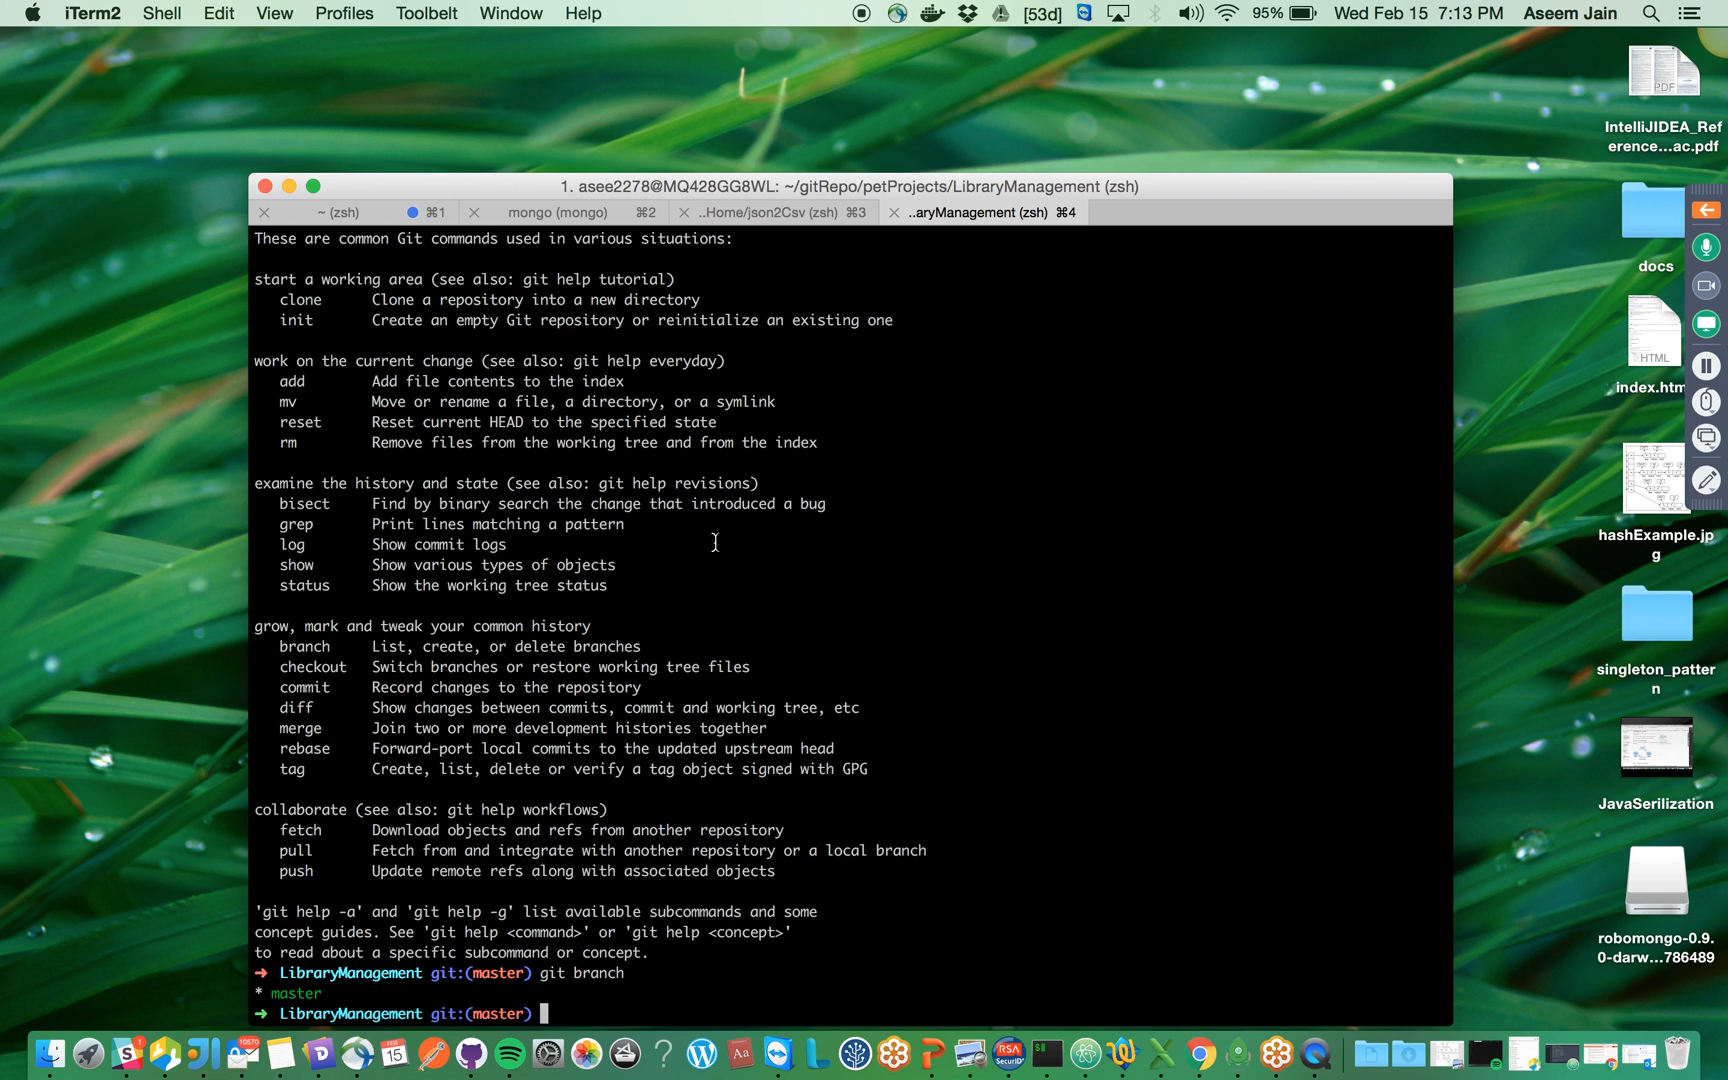 iTerm2 Shell Edit View Profiles Toolbelt Window Help [53d] 95% Wed Feb 15 7:13 PM Aseem Jain
1. asee2278@MQ428GG8WL: ~/gitRepo/petProjects/LibraryManagement (zsh)
~ (zsh) ⌘1 mongo (mongo) ⌘2 ..Home/json2Csv (zsh) ⌘3 ..aryManagement (zsh) ⌘4
These are common Git commands used in various situations:
start a working area (see also: git help tutorial)
clone Clone a repository into a new directory
init Create an empty Git repository or reinitialize an existing one
work on the current change (see also: git help everyday)
add Add file contents to the index
mv Move or rename a file, a directory, or a symlink
reset Reset current HEAD to the specified state
rm Remove files from the working tree and from the index
examine the history and state (see also: git help revisions)
bisect Find by binary search the change that introduced a bug
grep Print lines matching a pattern
log Show commit logs
show Show various types of objects
status Show the working tree status
grow, mark and tweak your common history
branch List, create, or delete branches
checkout Switch branches or restore working tree files
commit Record changes to the repository
diff Show changes between commits, commit and working tree, etc
merge Join two or more development histories together
rebase Forward-port local commits to the updated upstream head
tag Create, list, delete or verify a tag object signed with GPG
collaborate (see also: git help workflows)
fetch Download objects and refs from another repository
pull Fetch from and integrate with another repository or a local branch
push Update remote refs along with associated objects
'git help -a' and 'git help -g' list available subcommands and some
concept guides. See 'git help <command>' or 'git help <concept>'
to read about a specific subcommand or concept.
➜ LibraryManagement git:(master) git branch
* master
➜ LibraryManagement git:(master)
PDF
IntelliJIDEA_Ref
erence...ac.pdf
docs
HTML
index.htm
hashExample.jp
g
singleton_patter
n
JavaSerilization
robomongo-0.9.
0-darw...786489
1
10570
FEB
15
RSA
SecurID